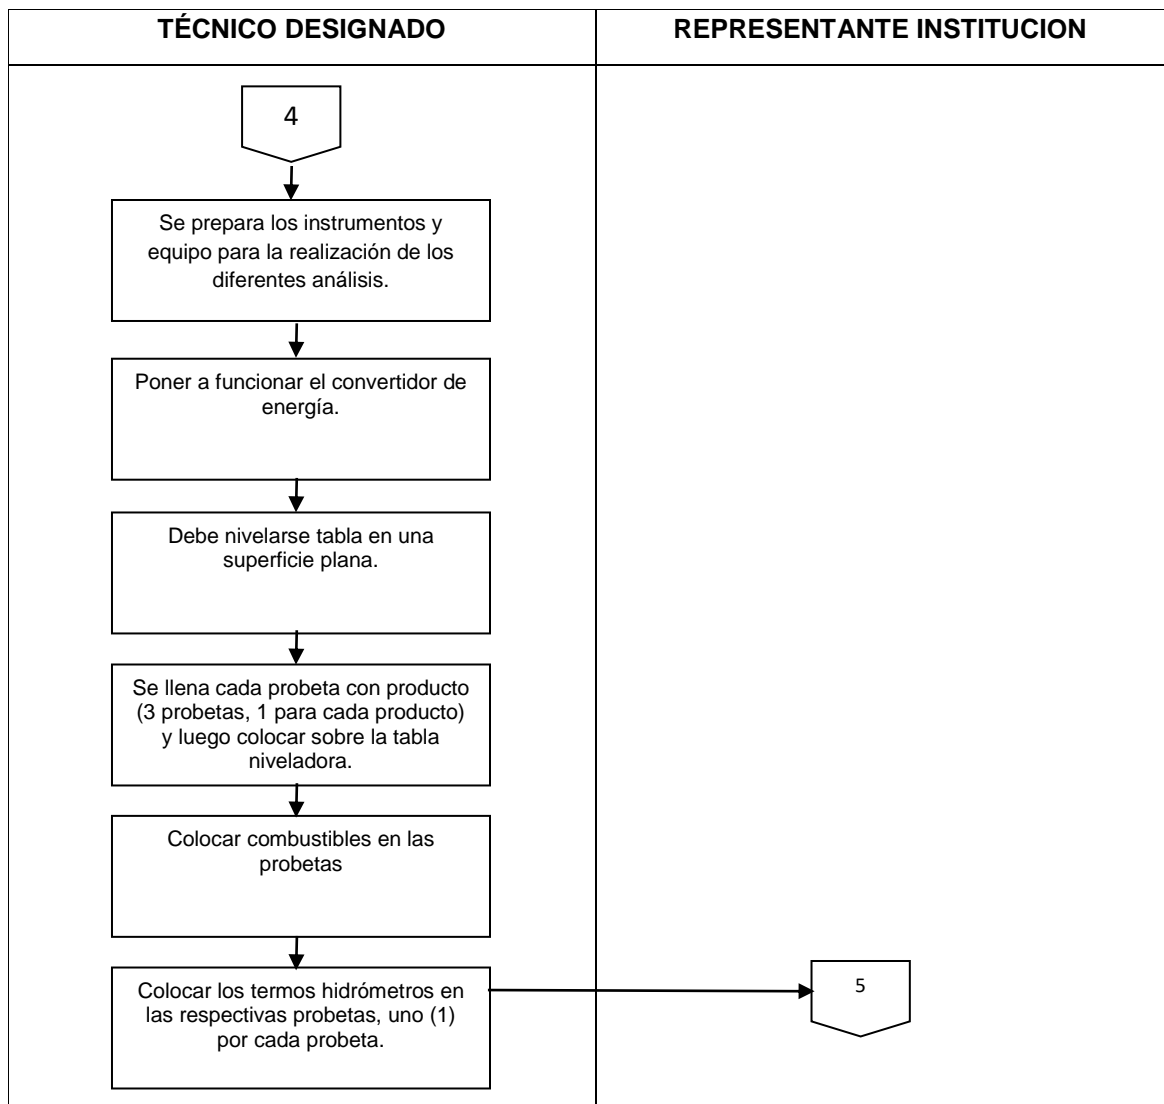 TÉCNICO DESIGNADO
REPRESENTANTE INSTITUCION
4
Se prepara los instrumentos y
equipo para la realización de los
diferentes análisis.
Poner a funcionar el convertidor de
energía.
Debe nivelarse tabla en una
superficie plana.
Se llena cada probeta con producto
(3 probetas, 1 para cada producto)
y luego colocar sobre la tabla
niveladora.
Colocar combustibles en las
probetas
Colocar los termos hidrómetros en
las respectivas probetas, uno (1)
por cada probeta.
5